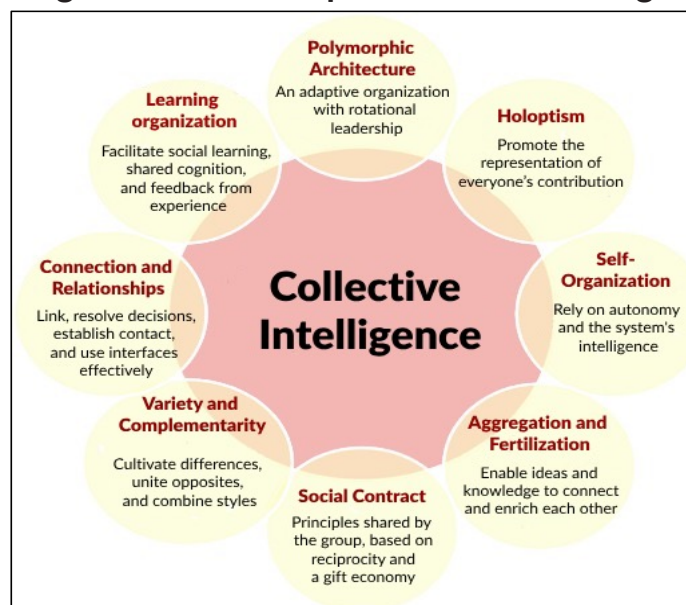 Polymorphic
Architecture
An adaptive organization
with rotational
leadership
Holoptism
Promote the
representation of
everyone's contribution
Self-
Organization
Rely on autonomy
and the system's
intelligence
Aggregation and
Fertilization
Enable ideas and
knowledge to connect
and enrich each other
Social Contract
Principles shared by
the group, based on
reciprocity and
a gift economy
Variety and
Complementarity
Cultivate differences,
unite opposites,
and combine styles
Connection and
Relationships
Link, resolve decisions,
establish contact,
and use interfaces
effectively
Learning
organization
Facilitate social learning,
shared cognition,
and feedback from
experience
Collective
Intelligence